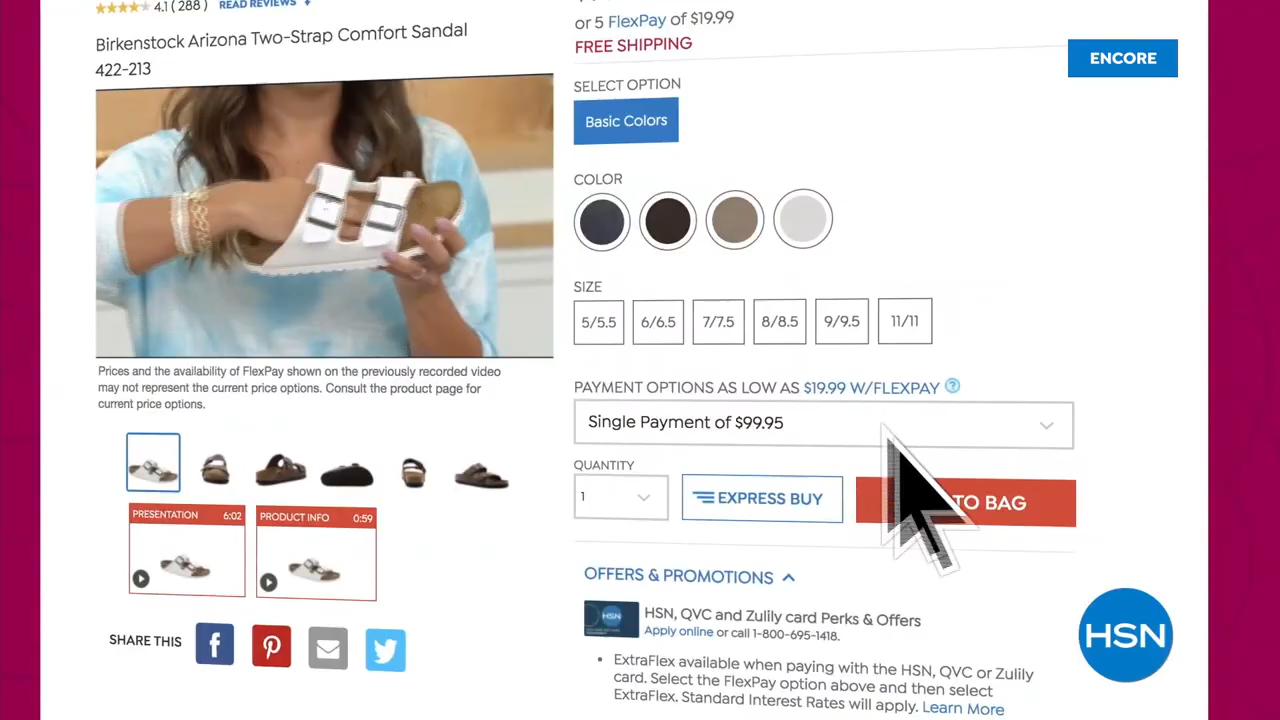 4.1 (288) READ REVIEWS
Birkenstock Arizona Two-Strap Comfort Sandal
422-213
Prices and the availability of FlexPay shown on the previously recorded video
may not represent the current price options. Consult the product page for
current price options.
PRESENTATION 6:02
PRODUCT INFO 0:59
SHARE THIS
or 5 FlexPay of $19.99
FREE SHIPPING
SELECT OPTION
Basic Colors
COLOR
SIZE
5/5.5 6/6.5 7/7.5 8/8.5 9/9.5 11/11
PAYMENT OPTIONS AS LOW AS $19.99 W/FLEXPAY ?
Single Payment of $99.95
QUANTITY
1
EXPRESS BUY
TO BAG
OFFERS & PROMOTIONS
HSN
HSN, QVC and Zulily card Perks & Offers
Apply online or call 1-800-695-1418.
• ExtraFlex available when paying with the HSN, QVC or Zulily
card. Select the FlexPay option above and then select
ExtraFlex. Standard Interest Rates will apply. Learn More
ENCORE
HSN